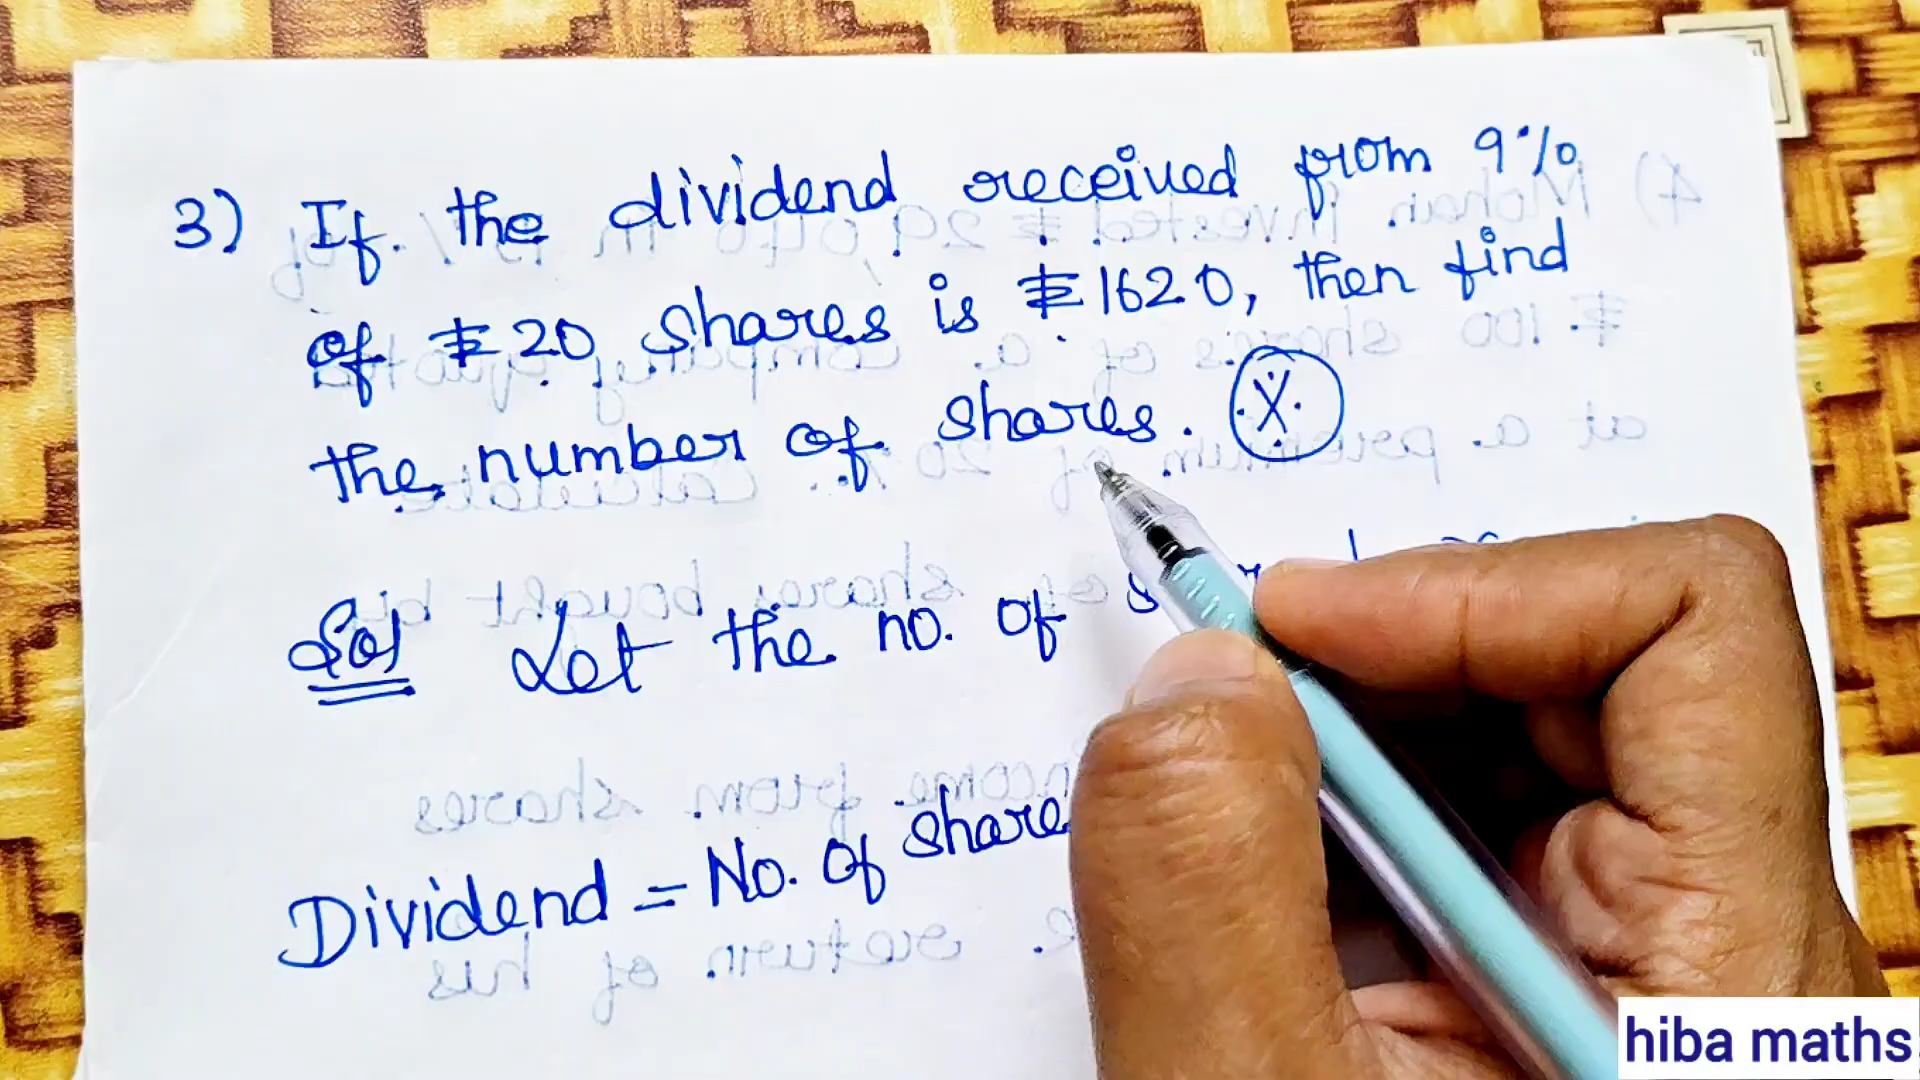 3) If the dividend received from 9%
of ₹20 shares is ₹1620, then find
the number of shares. X
Sol Let the no. of
Dividend = No. of share
hiba maths